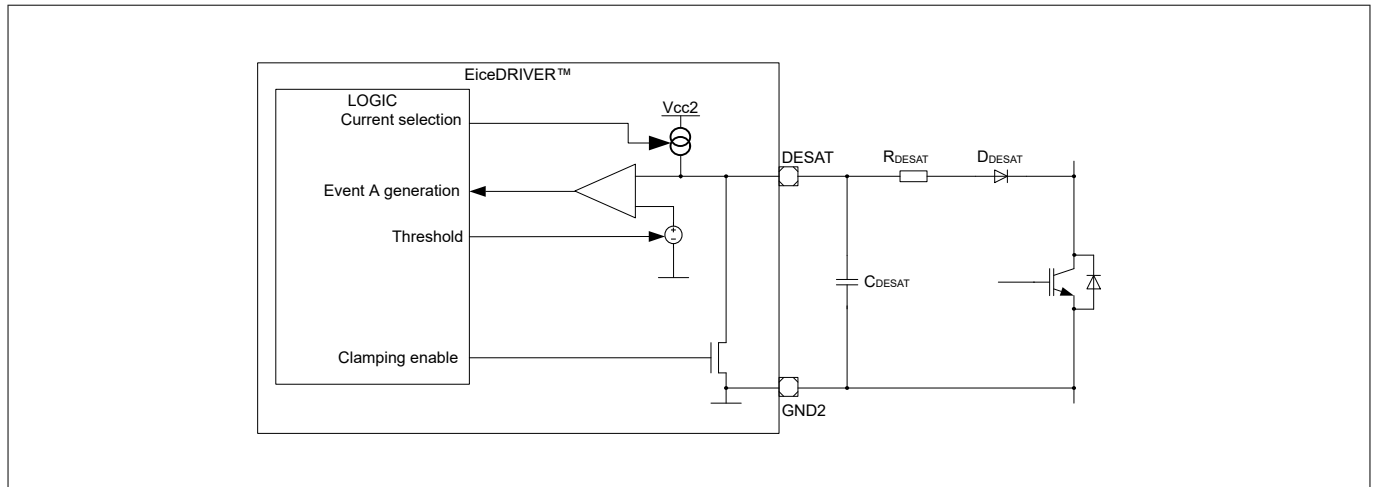 EiceDRIVER™
LOGIC
Current selection
Vcc2
DESAT
RDESAT
DDESAT
Event A generation
Threshold
+
-
CDESAT
Clamping enable
GND2